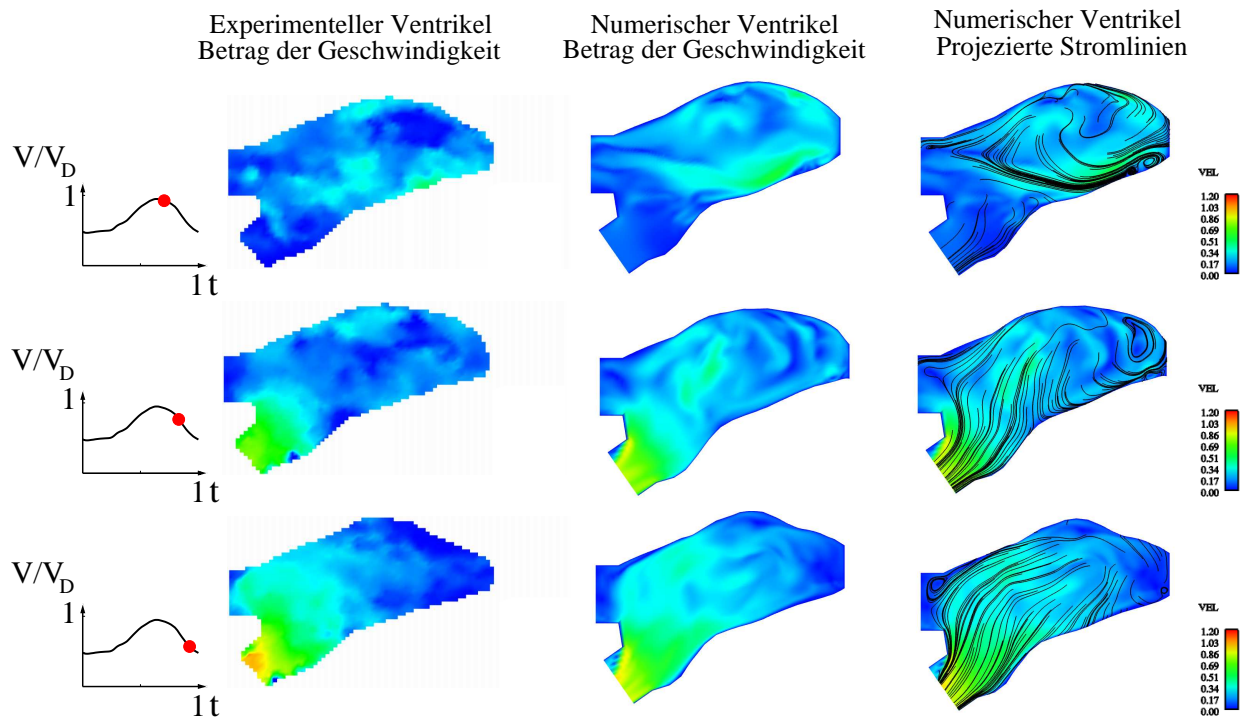 Experimenteller Ventrikel
Betrag der Geschwindigkeit
Numerischer Ventrikel
Betrag der Geschwindigkeit
Numerischer Ventrikel
Projezierte Stromlinien
V/V_D
1
1 t
VEL
1.20
1.03
0.86
0.69
0.51
0.34
0.17
0.00
V/V_D
1
1 t
VEL
1.20
1.03
0.86
0.69
0.51
0.34
0.17
0.00
V/V_D
1
1 t
VEL
1.20
1.03
0.86
0.69
0.51
0.34
0.17
0.00